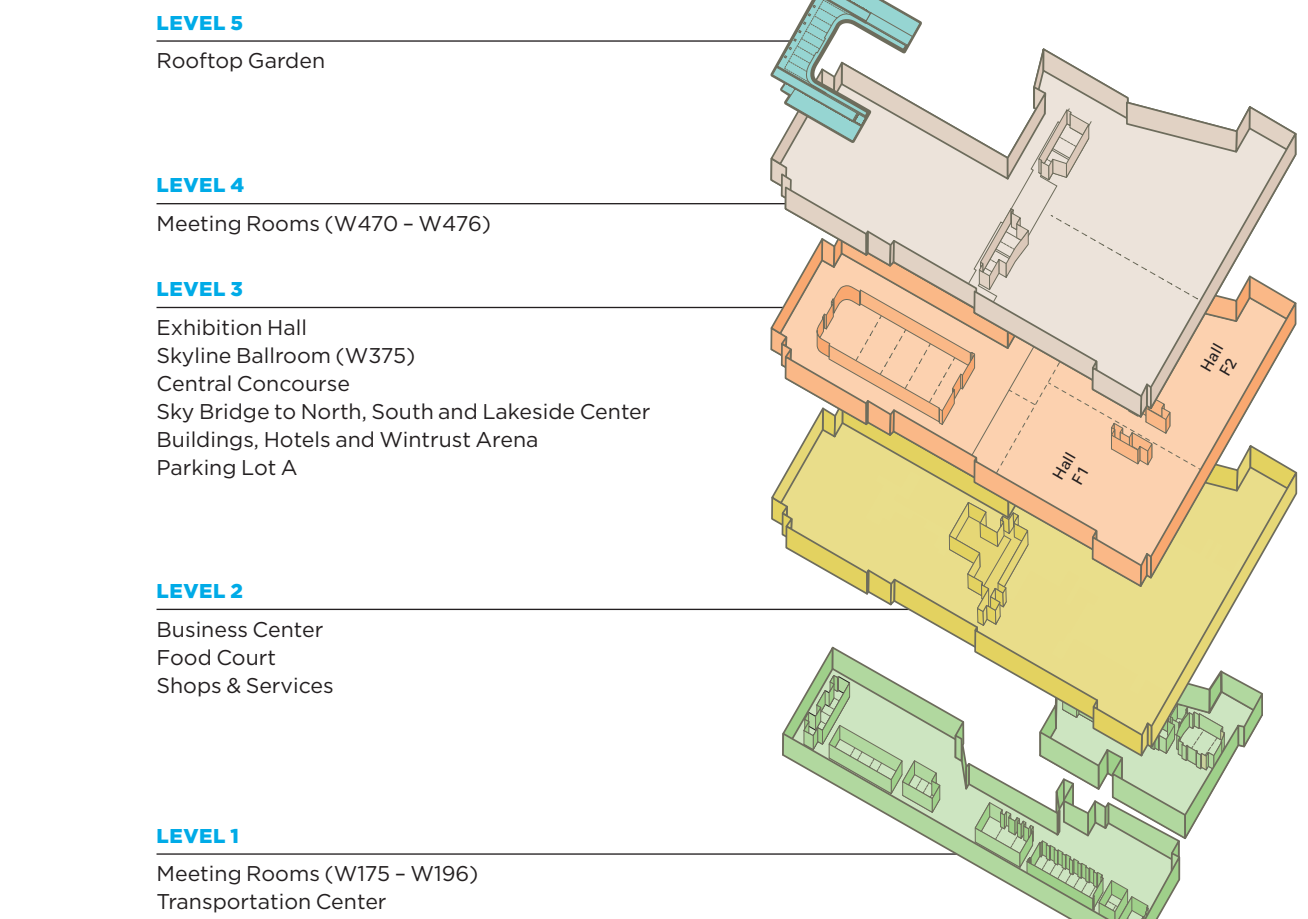 LEVEL 5
Rooftop Garden
LEVEL 4
Meeting Rooms (W470 – W476)
LEVEL 3
Exhibition Hall
Skyline Ballroom (W375)
Central Concourse
Sky Bridge to North, South and Lakeside Center
Buildings, Hotels and Wintrust Arena
Parking Lot A
Hall
F2
Hall
F1
LEVEL 2
Business Center
Food Court
Shops & Services
LEVEL 1
Meeting Rooms (W175 – W196)
Transportation Center